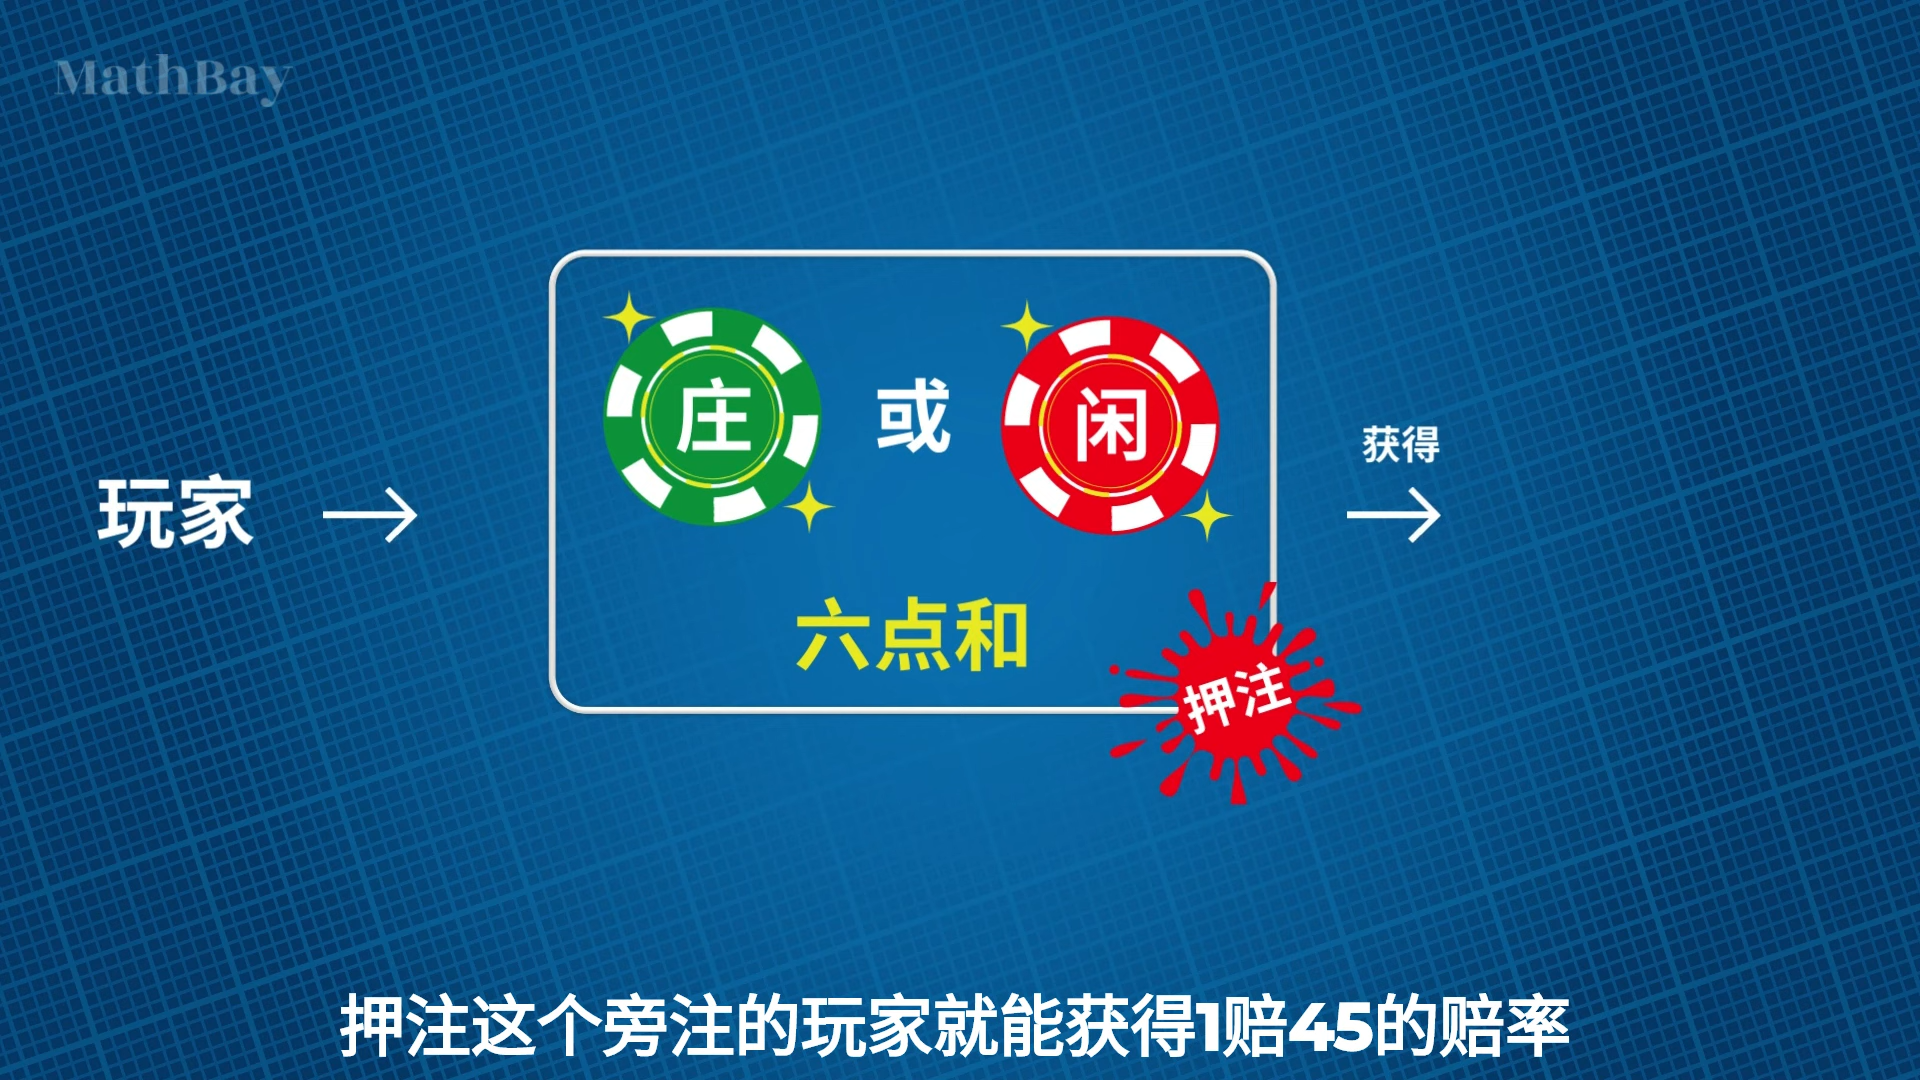 MathBay
庄 或 闲
获得
玩家
六点和
押注
押注这个旁注的玩家就能获得1赔45的赔率